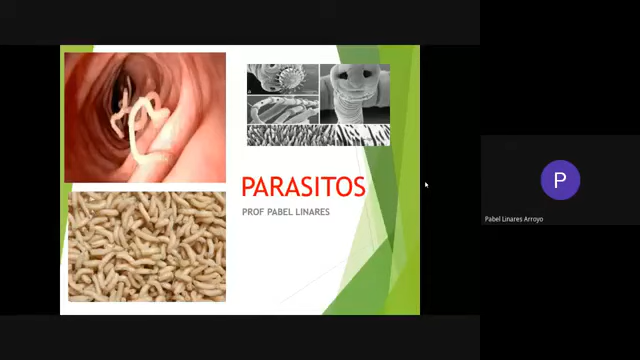 PARASITOS
PROF PABEL LINARES
P
Pabel Linares Arroyo